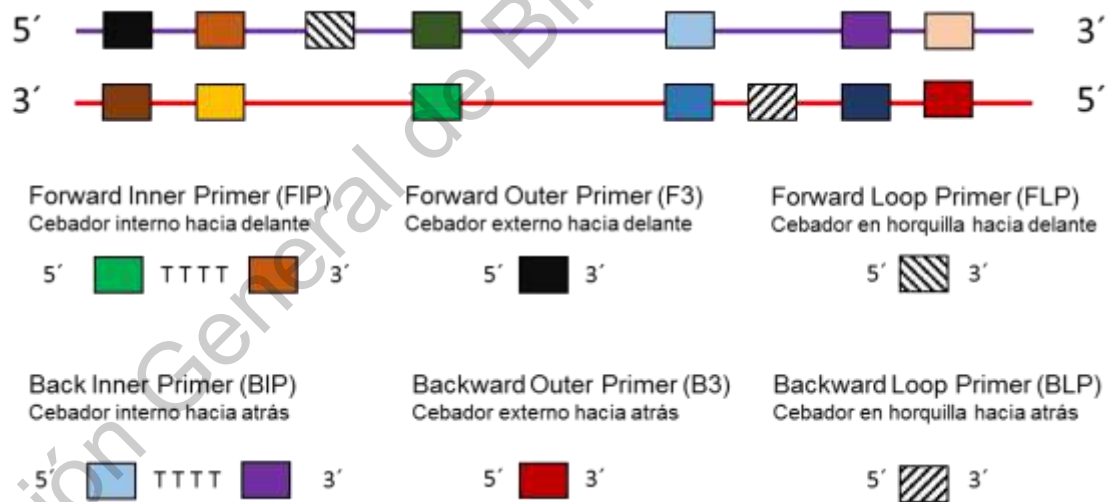 5´ 3´
3´ 5´
Forward Inner Primer (FIP)
Cebador interno hacia delante
5´ T T T T 3´
Forward Outer Primer (F3)
Cebador externo hacia delante
5´ 3´
Forward Loop Primer (FLP)
Cebador en horquilla hacia delante
5´ 3´
Back Inner Primer (BIP)
Cebador interno hacia atrás
5´ T T T T 3´
Backward Outer Primer (B3)
Cebador externo hacia atrás
5´ 3´
Backward Loop Primer (BLP)
Cebador en horquilla hacia atrás
5´ 3´
General de